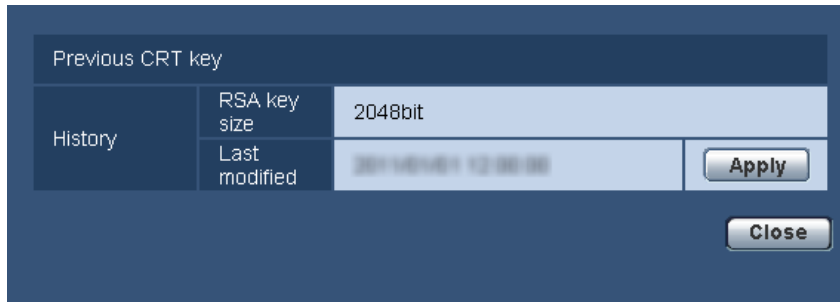 Previous CRT key
History
RSA key
size
2048bit
Last
modified
Apply
Close